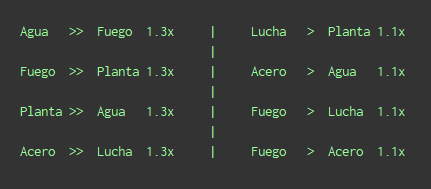 Agua >> Fuego 1.3x | Lucha > Planta 1.1x
|
Fuego >> Planta 1.3x | Acero > Agua 1.1x
|
Planta >> Agua 1.3x | Fuego > Lucha 1.1x
|
Acero >> Lucha 1.3x | Fuego > Acero 1.1x